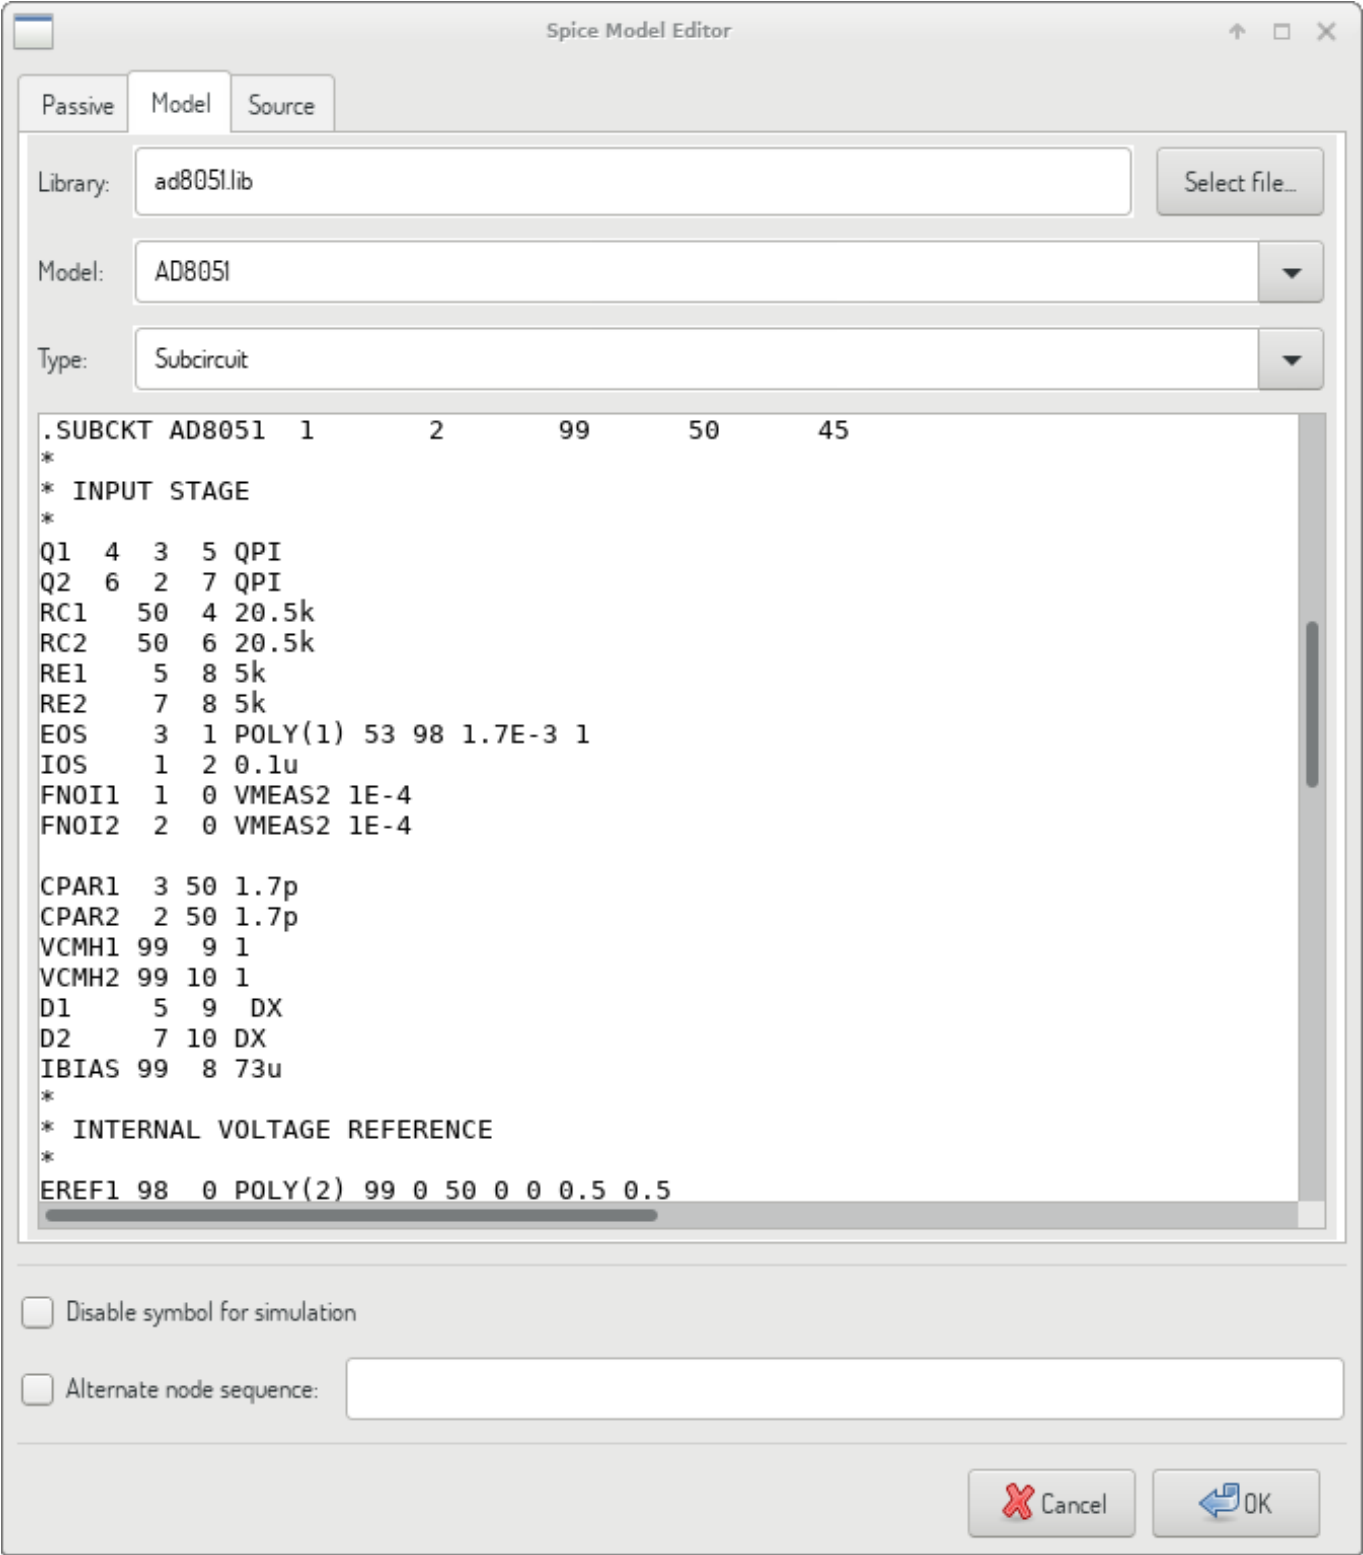 Spice Model Editor
Passive Model Source
Library: ad8051.lib Select file...
Model: AD8051
Type: Subcircuit
.SUBCKT AD8051  1       2       99      50      45
*
* INPUT STAGE
*
Q1  4  3  5 QPI
Q2  6  2  7 QPI
RC1   50  4 20.5k
RC2   50  6 20.5k
RE1    5  8 5k
RE2    7  8 5k
EOS    3  1 POLY(1) 53 98 1.7E-3 1
IOS    1  2 0.1u
FNOI1  1  0 VMEAS2 1E-4
FNOI2  2  0 VMEAS2 1E-4
CPAR1  3 50 1.7p
CPAR2  2 50 1.7p
VCMH1 99  9 1
VCMH2 99 10 1
D1     5  9  DX
D2     7 10 DX
IBIAS 99  8 73u
*
* INTERNAL VOLTAGE REFERENCE
*
EREF1 98  0 POLY(2) 99 0 50 0 0 0.5 0.5
Disable symbol for simulation
Alternate node sequence:
Cancel OK